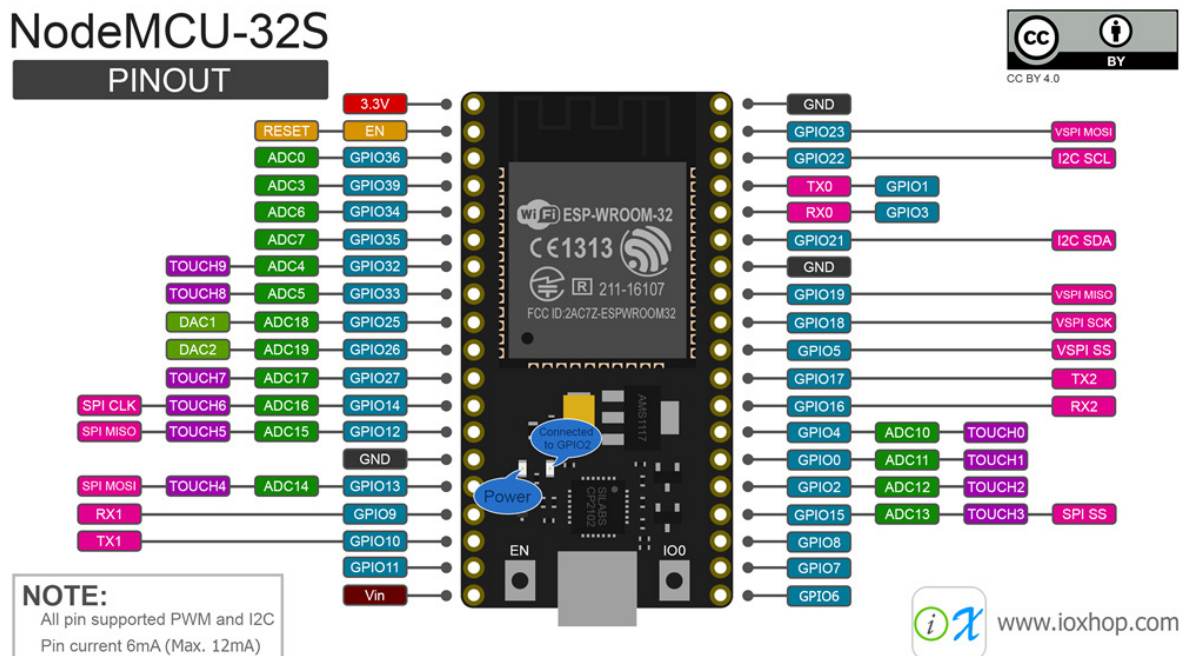 NodeMCU-32S
PINOUT
CC BY
CC BY 4.0
3.3V
RESET EN
ADC0 GPIO36
ADC3 GPIO39
ADC6 GPIO34
ADC7 GPIO35
TOUCH9 ADC4 GPIO32
TOUCH8 ADC5 GPIO33
DAC1 ADC18 GPIO25
DAC2 ADC19 GPIO26
TOUCH7 ADC17 GPIO27
SPI CLK TOUCH6 ADC16 GPIO14
SPI MISO TOUCH5 ADC15 GPIO12
GND
SPI MOSI TOUCH4 ADC14 GPIO13
RX1 GPIO9
TX1 GPIO10
GPIO11
Vin
WiFi ESP-WROOM-32
CE1313
R 211-16107
FCC ID:2AC7Z-ESPWROOM32
AMS1117
Connected
to GPIO2
Power
SILABS
CP2102
EN
IO0
GND
GPIO23 VSPI MOSI
GPIO22 I2C SCL
TX0 GPIO1
RX0 GPIO3
GPIO21 I2C SDA
GND
GPIO19 VSPI MISO
GPIO18 VSPI SCK
GPIO5 VSPI SS
GPIO17 TX2
GPIO16 RX2
GPIO4 ADC10 TOUCH0
GPIO0 ADC11 TOUCH1
GPIO2 ADC12 TOUCH2
GPIO15 ADC13 TOUCH3 SPI SS
GPIO8
GPIO7
GPIO6
NOTE:
All pin supported PWM and I2C
Pin current 6mA (Max. 12mA)
iX www.ioxhop.com